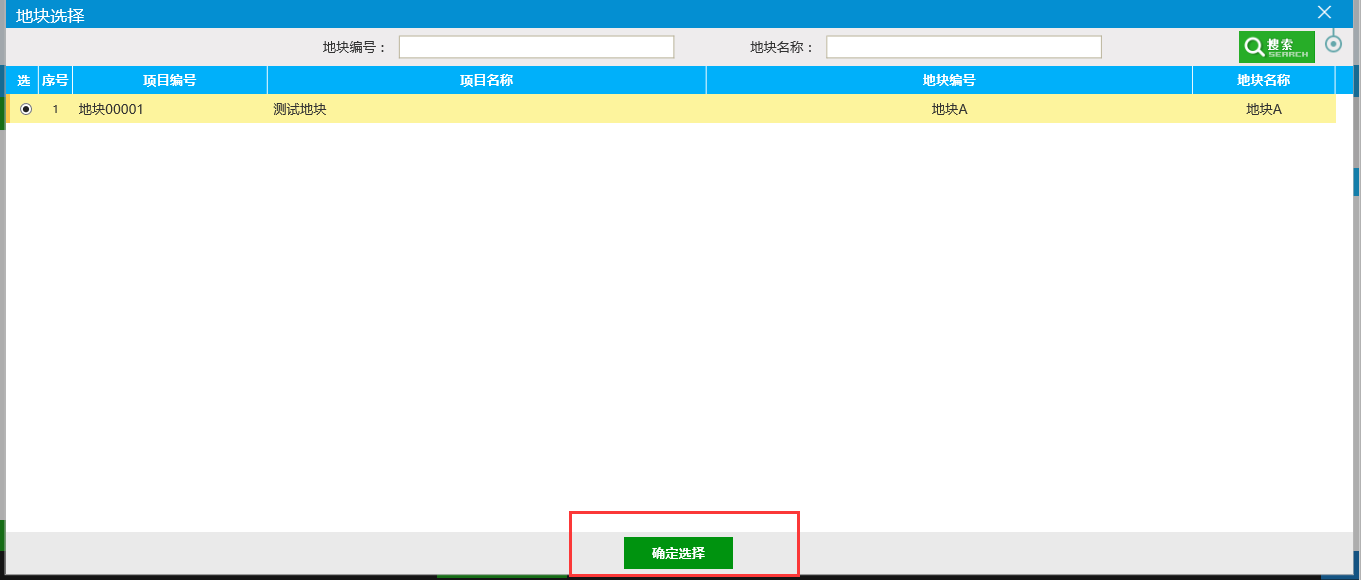 地块选择
地块编号： 地块名称： 搜索 SEARCH
选 序号 项目编号 项目名称 地块编号 地块名称
1 地块00001 测试地块 地块A 地块A
确定选择